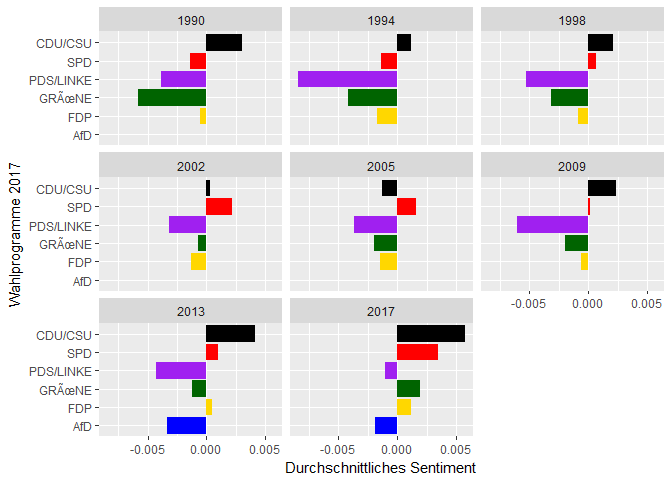 1990
1994
1998
CDU/CSU
SPD
PDS/LINKE
GRÃœNE
FDP
AfD
2002
2005
2009
CDU/CSU
SPD
PDS/LINKE
GRÃœNE
FDP
AfD
-0.005 0.000 0.005
2013
2017
CDU/CSU
SPD
PDS/LINKE
GRÃœNE
FDP
AfD
-0.005 0.000 0.005
-0.005 0.000 0.005
Durchschnittliches Sentiment
Wahlprogramme 2017